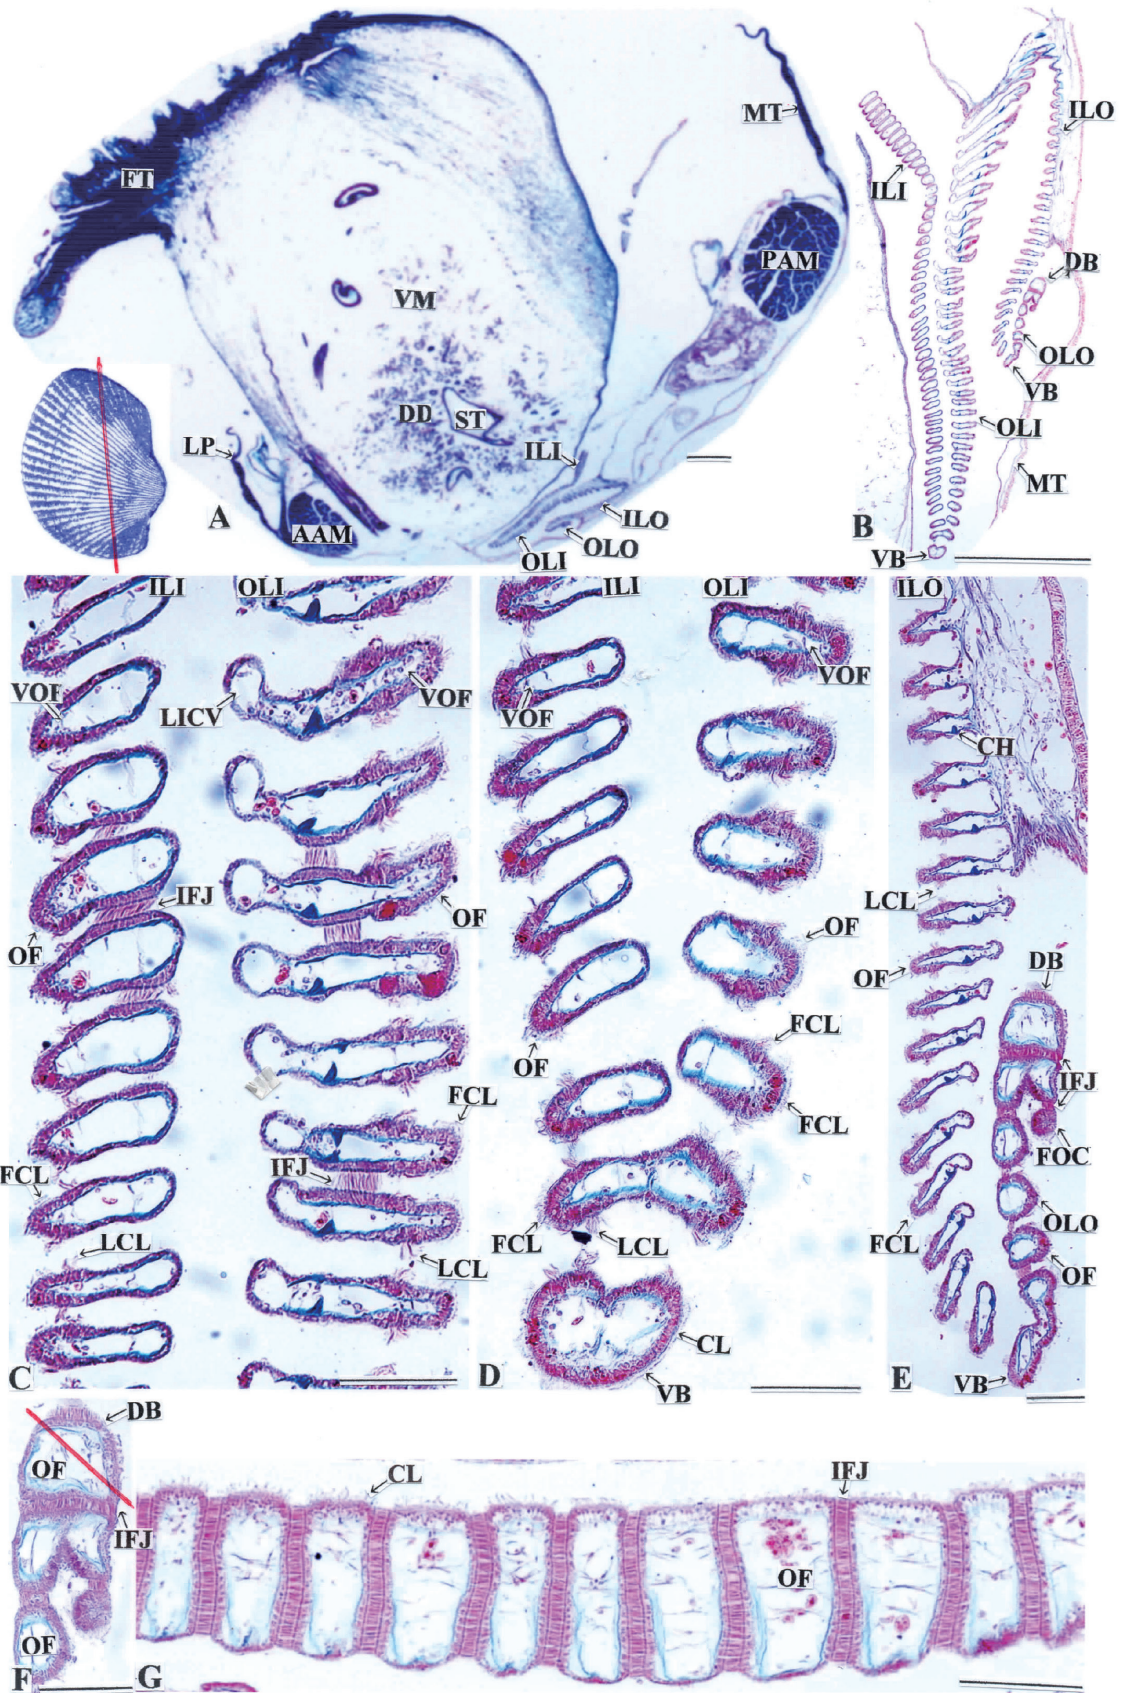 FT
MT
PAM
VM
DD
ST
LP
ILI
AAM
ILO
OLO
OLI
A
ILO
ILI
DB
OLO
VB
OLI
MT
VB
B
ILI
OLI
VOF
LICV
VOF
IFJ
OF
OF
FCL
IFJ
FCL
LCL
LCL
C
ILI
OLI
VOF
VOF
OF
OF
FCL
FCL
FCL
LCL
CL
VB
D
ILO
CH
LCL
OF
DB
IFJ
FOC
OLO
FCL
OF
VB
E
DB
OF
IFJ
OF
F
CL
IFJ
OF
G